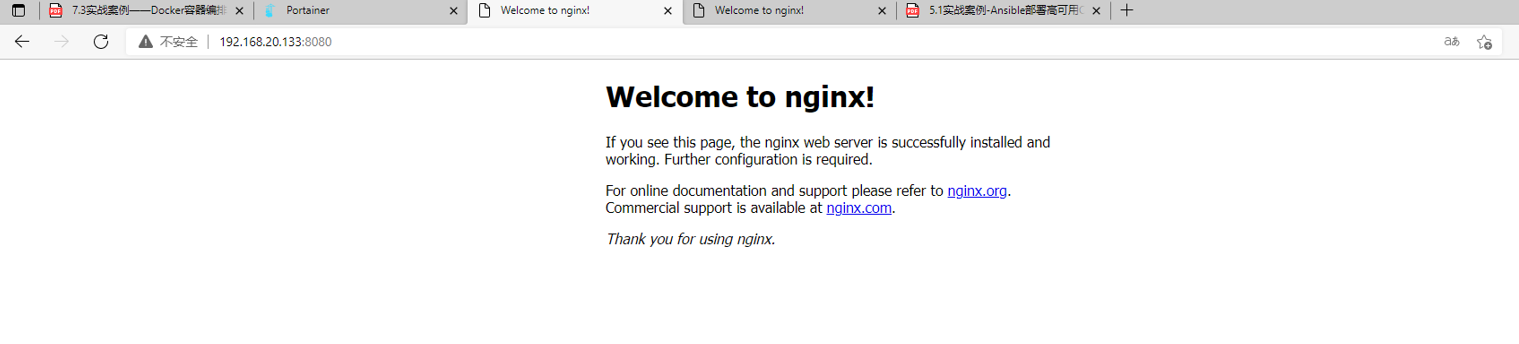 7.3实战案例——Docker容器编排
Portainer
Welcome to nginx!
Welcome to nginx!
5.1实战案例-Ansible部署高可用
不安全
192.168.20.133:8080
aあ
Welcome to nginx!
If you see this page, the nginx web server is successfully installed and
working. Further configuration is required.
For online documentation and support please refer to nginx.org.
Commercial support is available at nginx.com.
Thank you for using nginx.